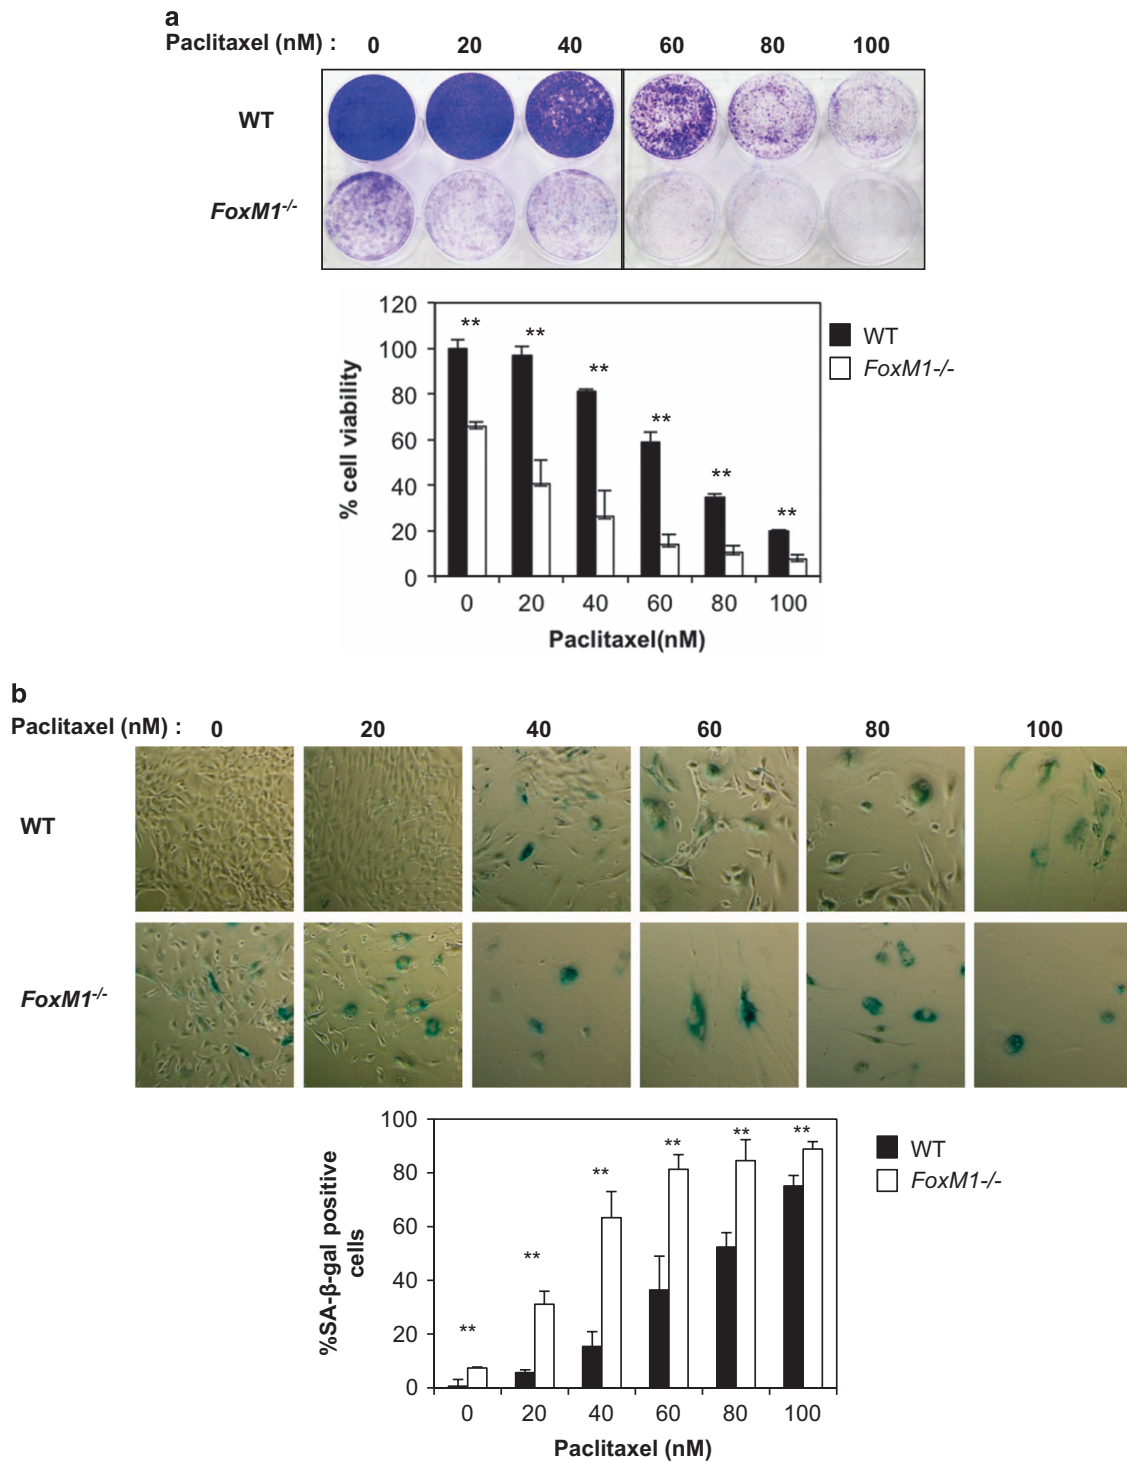 a
Paclitaxel (nM) : 0 20 40 60 80 100
WT
FoxM1-/-
120
100
80
60
40
20
0
% cell viability
** ** ** ** ** **
WT
FoxM1-/-
0 20 40 60 80 100
Paclitaxel(nM)
b
Paclitaxel (nM) : 0 20 40 60 80 100
WT
FoxM1-/-
100
80
60
40
20
0
%SA-β-gal positive
cells
** ** ** ** ** **
WT
FoxM1-/-
0 20 40 60 80 100
Paclitaxel (nM)